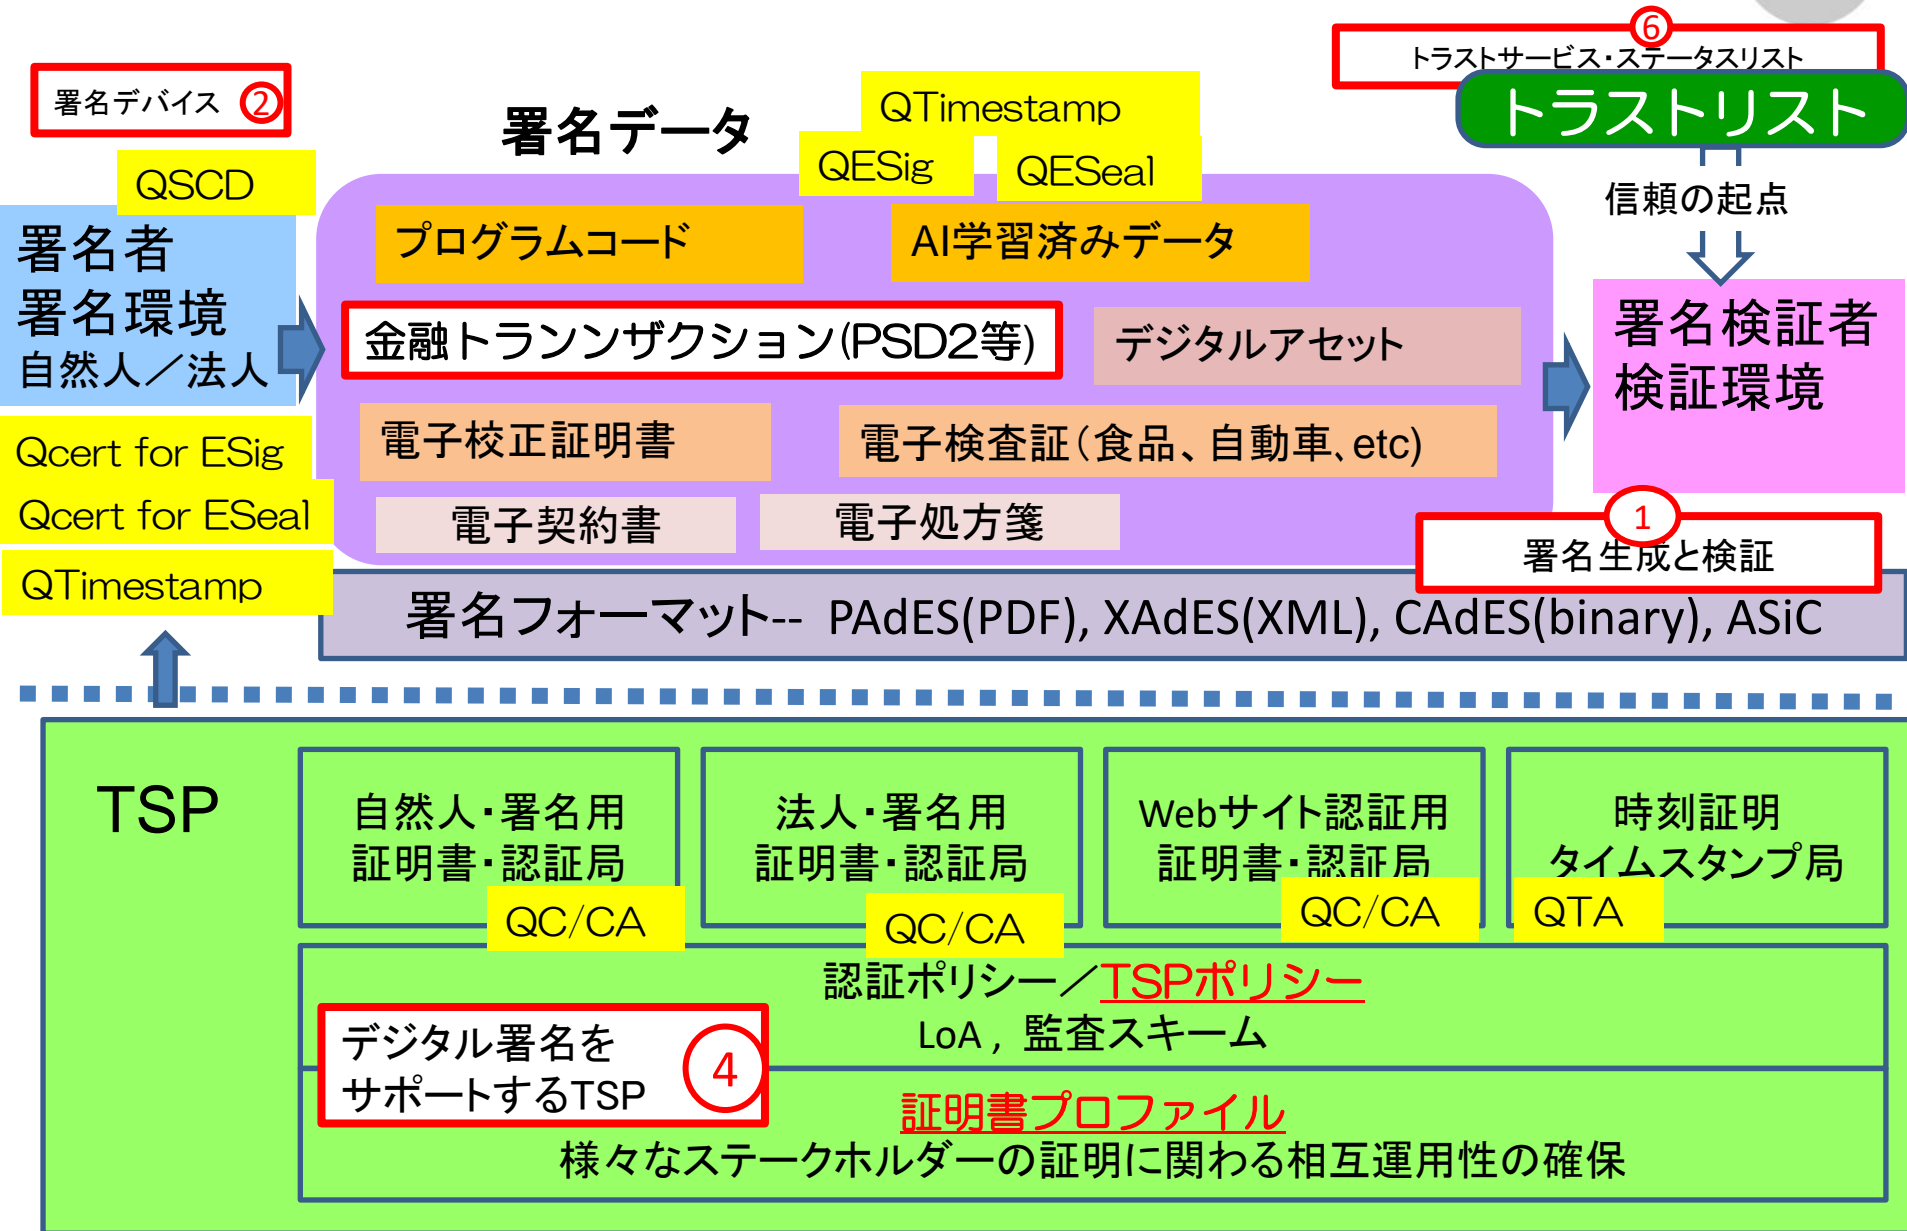 ⑥
トラストサービス・ステータスリスト
トラストリスト
署名デバイス ②
署名データ
QTimestamp
QESig
QESeal
QSCD
信頼の起点
署名者
署名環境
自然人／法人
プログラムコード
AI学習済みデータ
金融トランンザクション(PSD2等)
デジタルアセット
署名検証者
検証環境
電子校正証明書
電子検査証（食品、自動車、etc)
Qcert for ESig
Qcert for ESeal
QTimestamp
電子契約書
電子処方箋
1
署名生成と検証
署名フォーマット-- PAdES(PDF), XAdES(XML), CAdES(binary), ASiC
TSP
自然人・署名用
証明書・認証局
QC/CA
法人・署名用
証明書・認証局
QC/CA
Webサイト認証用
証明書・認証局
QC/CA
時刻証明
タイムスタンプ局
QTA
認証ポリシー／TSPポリシー
LoA , 監査スキーム
デジタル署名を
サポートするTSP
4
証明書プロファイル
様々なステークホルダーの証明に関わる相互運用性の確保